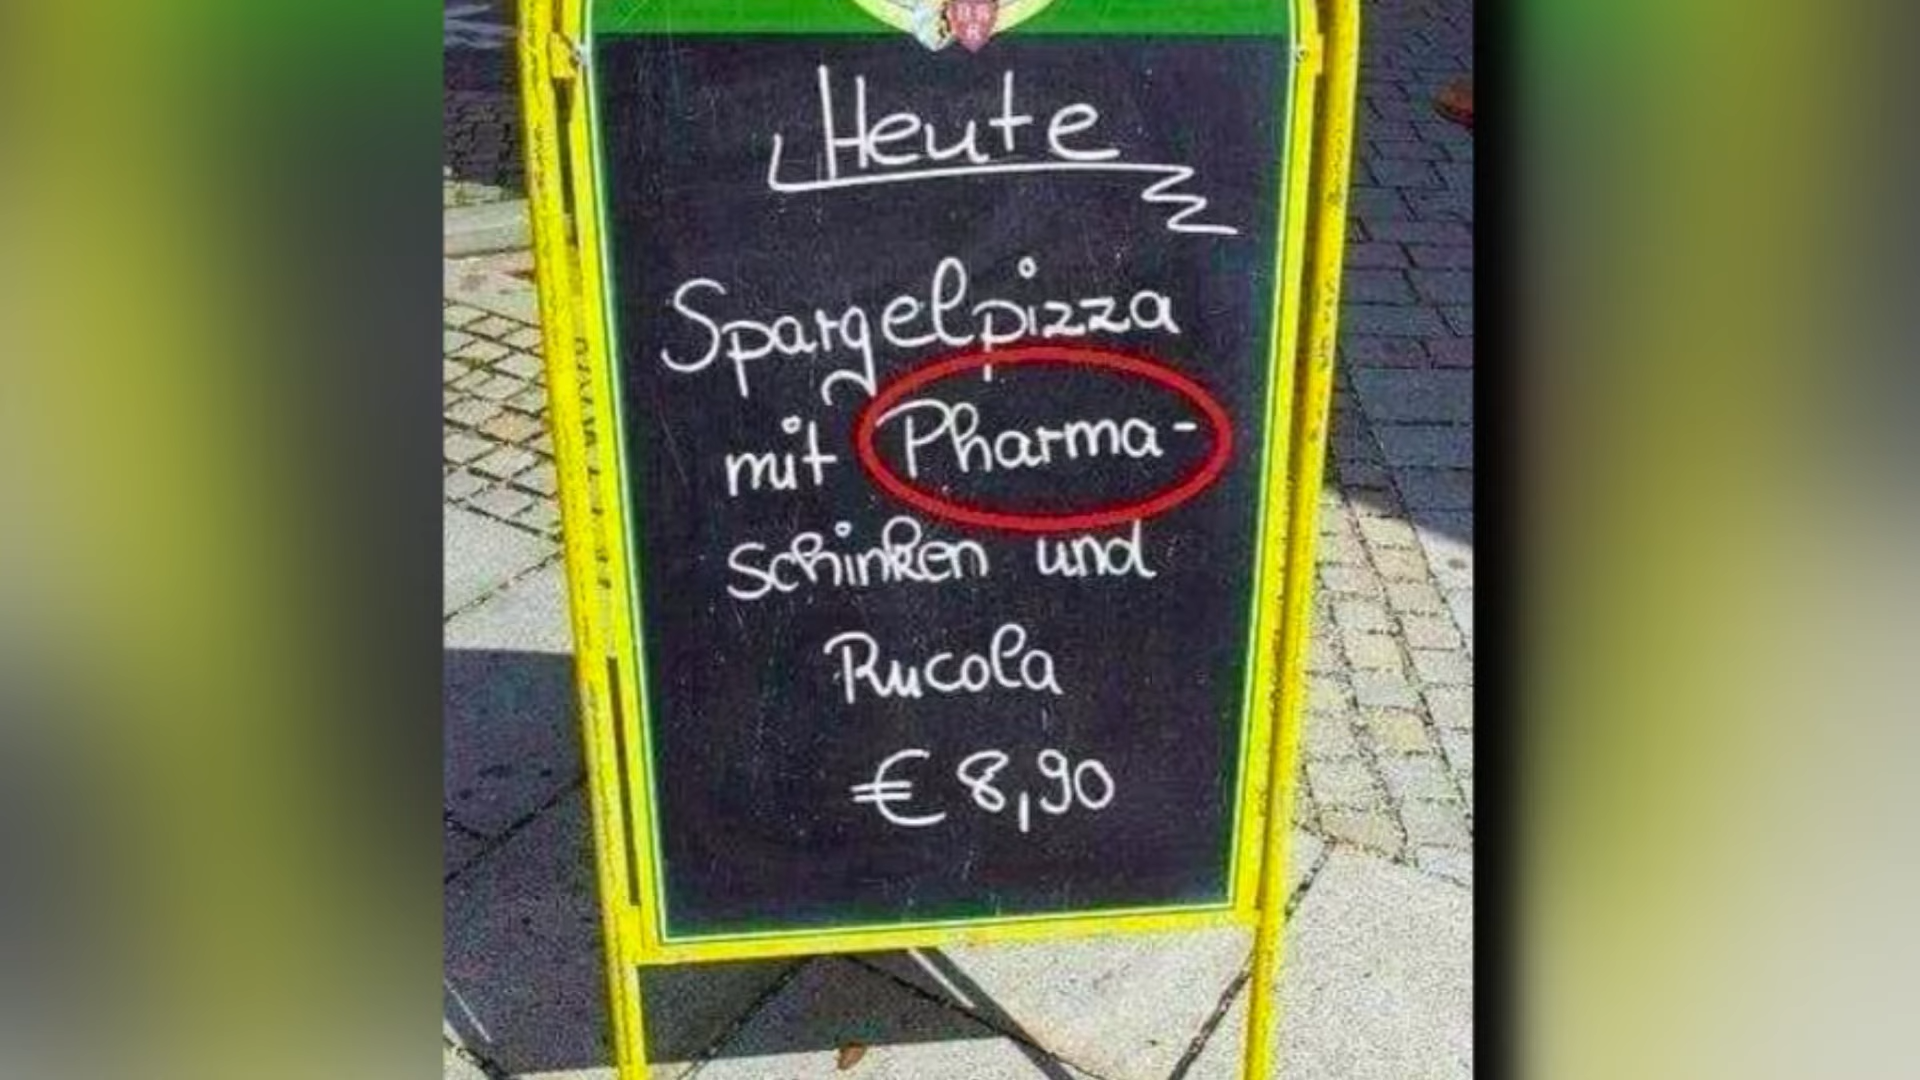 Heute
Spargelpizza
mit Pharma-
Schinken und
Rucola
€ 8,90